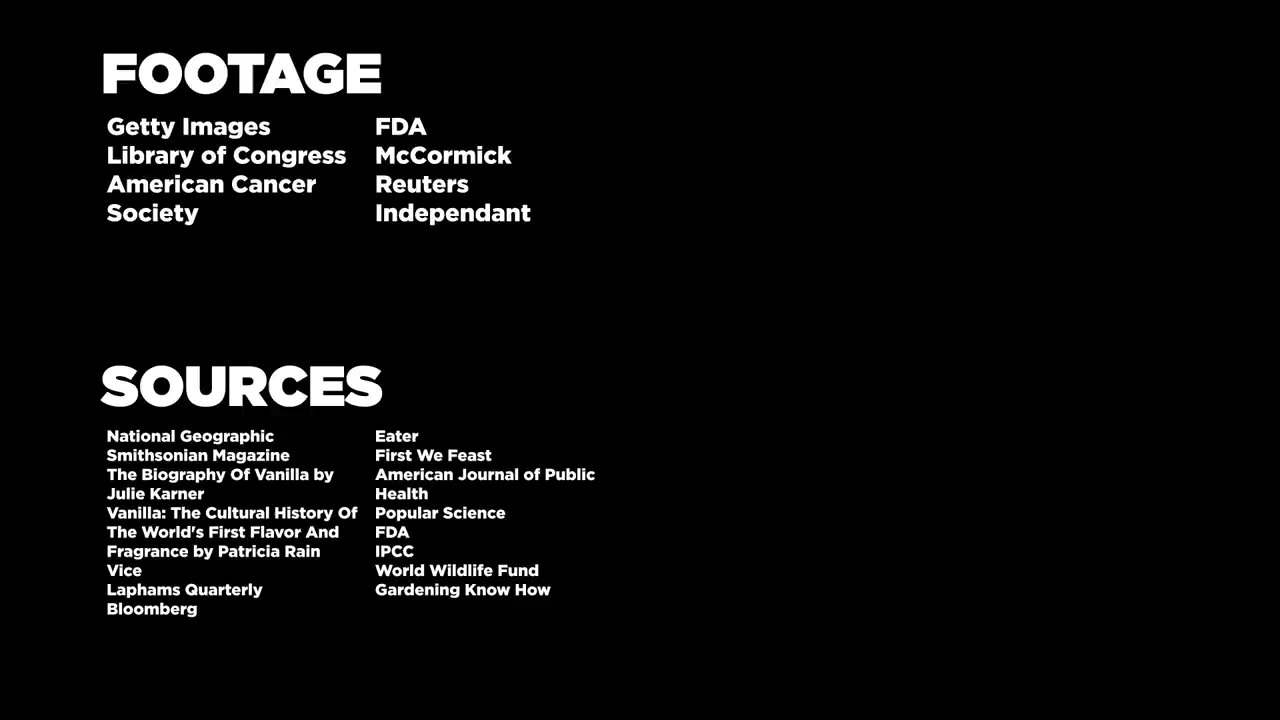 FOOTAGE
Getty Images
Library of Congress
American Cancer
Society
FDA
McCormick
Reuters
Independant
SOURCES
National Geographic
Smithsonian Magazine
The Biography Of Vanilla by
Julie Karner
Vanilla: The Cultural History Of
The World's First Flavor And
Fragrance by Patricia Rain
Vice
Laphams Quarterly
Bloomberg
Eater
First We Feast
American Journal of Public
Health
Popular Science
FDA
IPCC
World Wildlife Fund
Gardening Know How